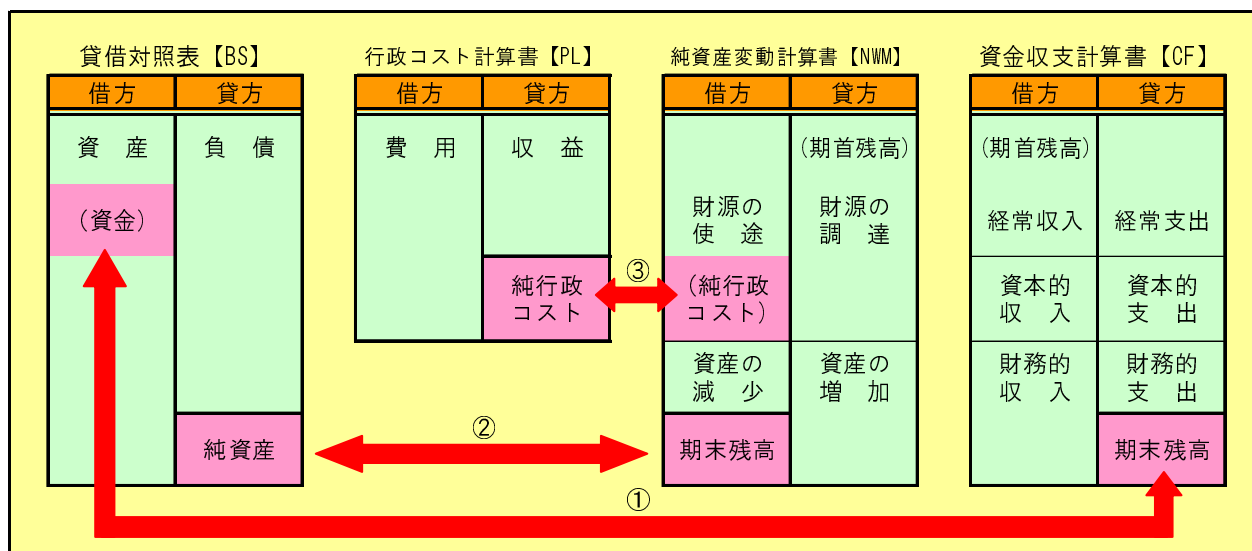 貸借対照表【BS】
借方 貸方
資 産
負 債
(資金)
純資産
行政コスト計算書【PL】
借方 貸方
費 用
収 益
純行政
コスト
純資産変動計算書【NWM】
借方 貸方
(期首残高)
財源の
使 途
財源の
調 達
(純行政
コスト)
資産の
減 少
資産の
増 加
期末残高
資金収支計算書【CF】
借方 貸方
(期首残高)
経常収入
経常支出
資本的
収 入
資本的
支 出
財務的
収 入
財務的
支 出
期末残高
③
②
①